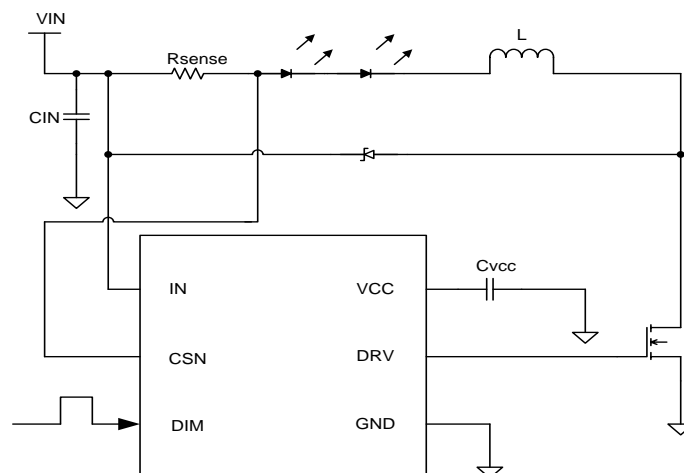 VIN
L
Rsense
CIN
Cvcc
IN
VCC
CSN
DRV
DIM
GND